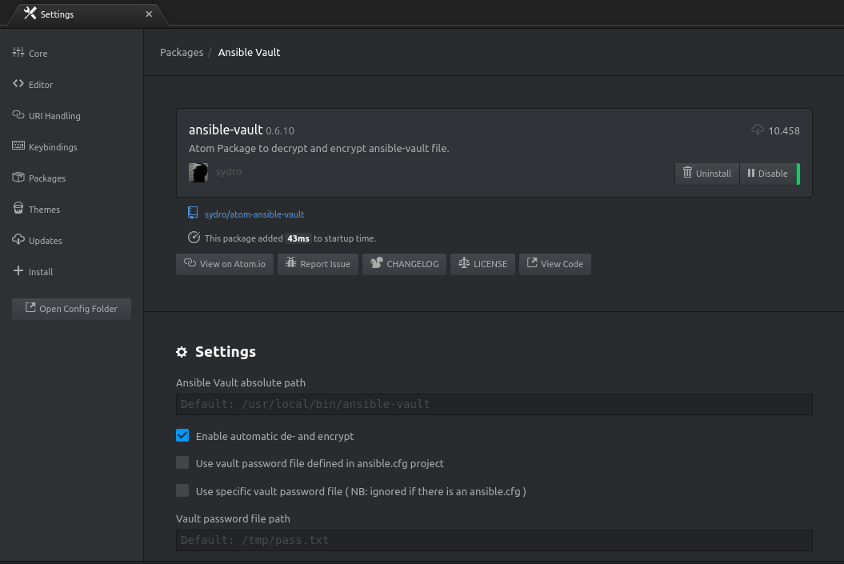 Settings
Core
Editor
URI Handling
Keybindings
Packages
Themes
Updates
Install
Open Config Folder
Packages / Ansible Vault
ansible-vault 0.6.10 10.458
Atom Package to decrypt and encrypt ansible-vault file.
sydro
Uninstall Disable
sydro/atom-ansible-vault
This package added 43ms to startup time.
View on Atom.io Report Issue CHANGELOG LICENSE View Code
Settings
Ansible Vault absolute path
Default: /usr/local/bin/ansible-vault
Enable automatic de- and encrypt
Use vault password file defined in ansible.cfg project
Use specific vault password file ( NB: ignored if there is an ansible.cfg )
Vault password file path
Default: /tmp/pass.txt